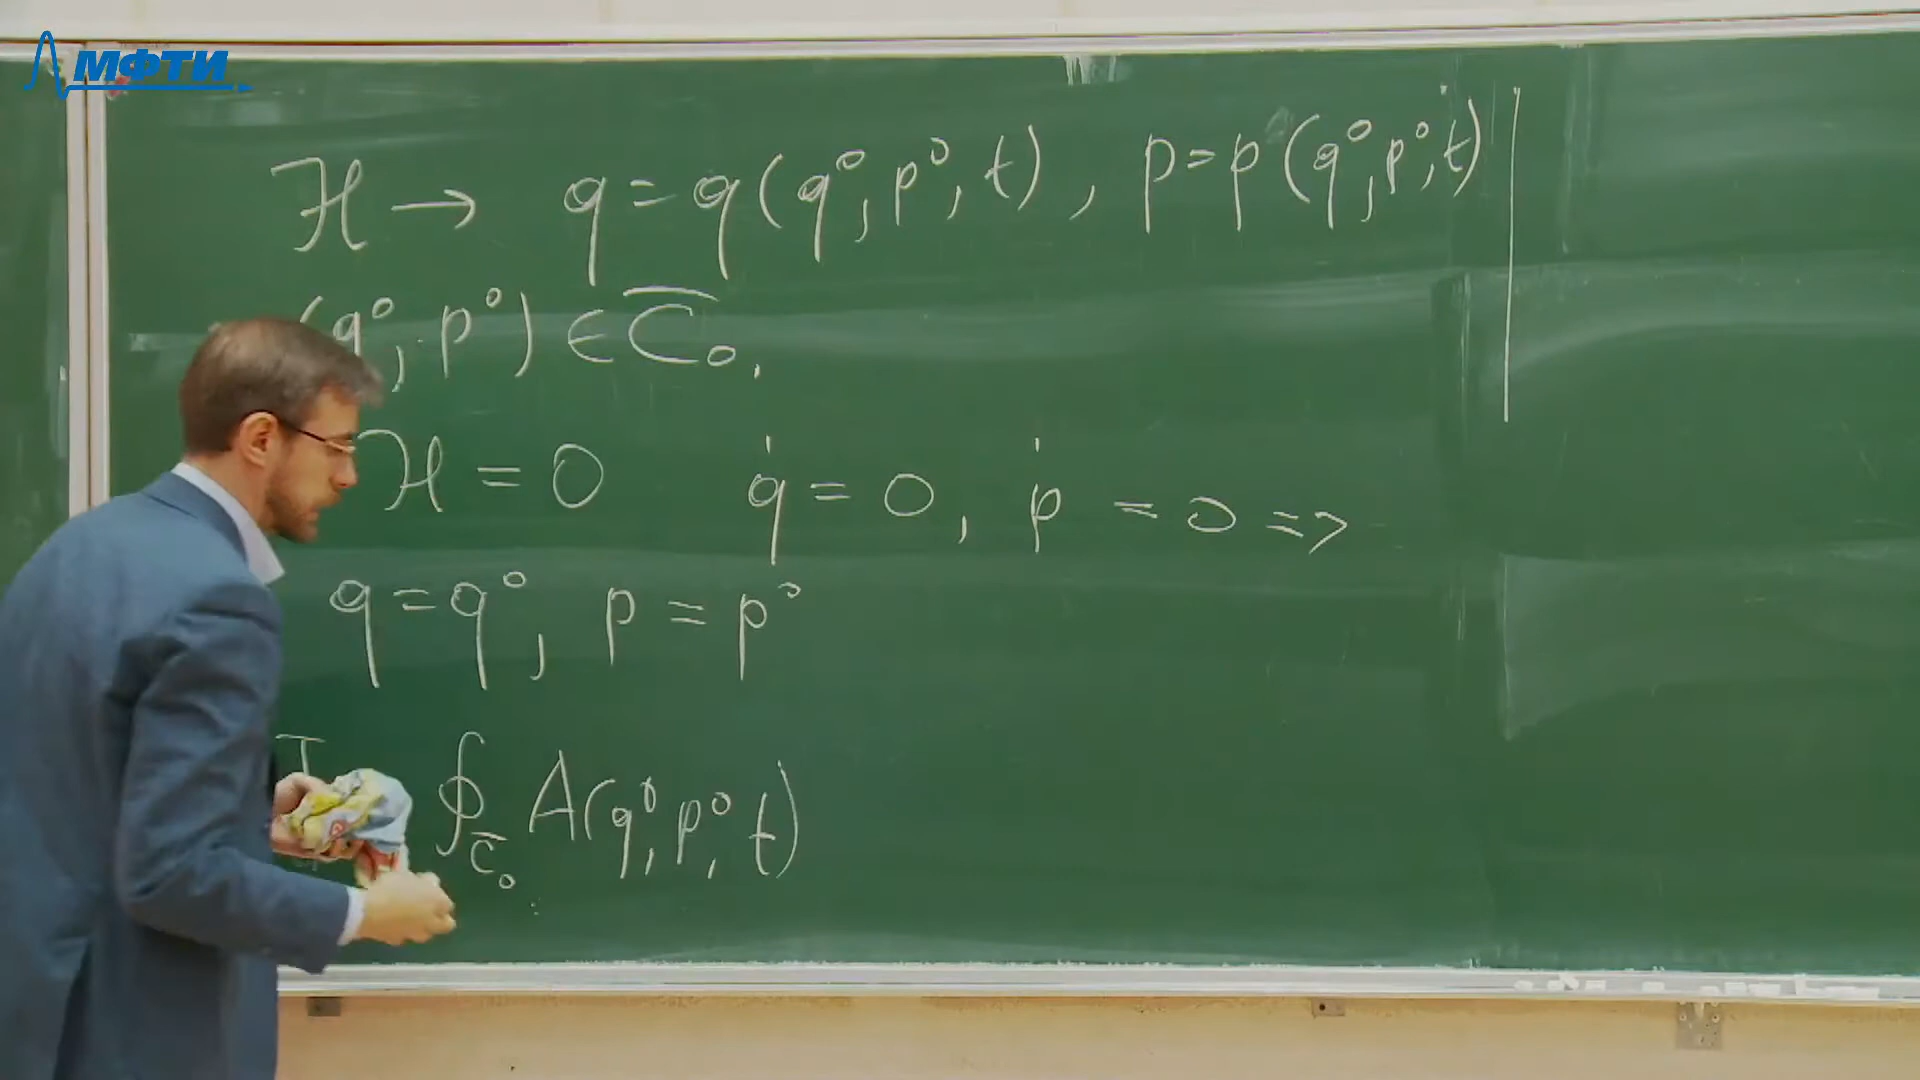 МФТИ
H → q = q(q⁰, p⁰, t), p = p(q⁰, p⁰, t)
(q⁰, p⁰) ∈ C̅₀.
H = 0 q̇ = 0, ṗ = 0 =>
q = q⁰, p = p⁰
∮_C̅₀ A(q⁰, p⁰, t)